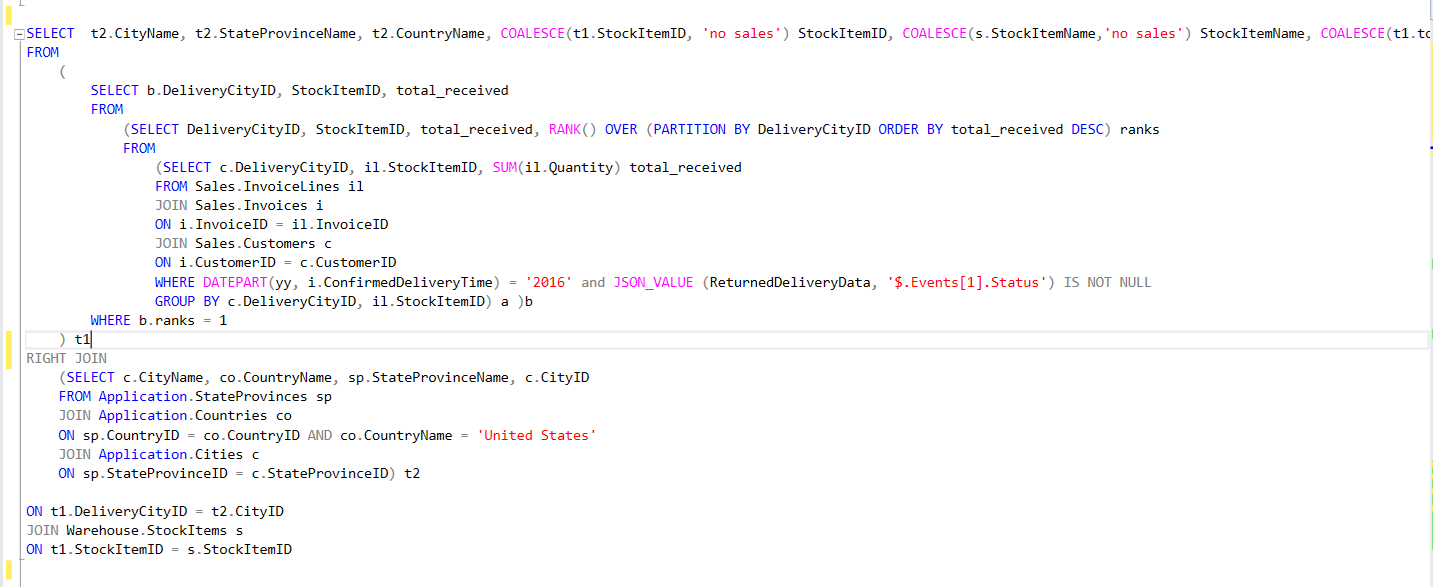 SELECT  t2.CityName, t2.StateProvinceName, t2.CountryName, COALESCE(t1.StockItemID, 'no sales') StockItemID, COALESCE(s.StockItemName,'no sales') StockItemName, COALESCE(t1.
FROM
(
SELECT b.DeliveryCityID, StockItemID, total_received
FROM
(SELECT DeliveryCityID, StockItemID, total_received, RANK() OVER (PARTITION BY DeliveryCityID ORDER BY total_received DESC) ranks
FROM
(SELECT c.DeliveryCityID, il.StockItemID, SUM(il.Quantity) total_received
FROM Sales.InvoiceLines il
JOIN Sales.Invoices i
ON i.InvoiceID = il.InvoiceID
JOIN Sales.Customers c
ON i.CustomerID = c.CustomerID
WHERE DATEPART(yy, i.ConfirmedDeliveryTime) = '2016' and JSON_VALUE (ReturnedDeliveryData, '$.Events[1].Status') IS NOT NULL
GROUP BY c.DeliveryCityID, il.StockItemID) a )b
WHERE b.ranks = 1
) t1
RIGHT JOIN
(SELECT c.CityName, co.CountryName, sp.StateProvinceName, c.CityID
FROM Application.StateProvinces sp
JOIN Application.Countries co
ON sp.CountryID = co.CountryID AND co.CountryName = 'United States'
JOIN Application.Cities c
ON sp.StateProvinceID = c.StateProvinceID) t2
ON t1.DeliveryCityID = t2.CityID
JOIN Warehouse.StockItems s
ON t1.StockItemID = s.StockItemID